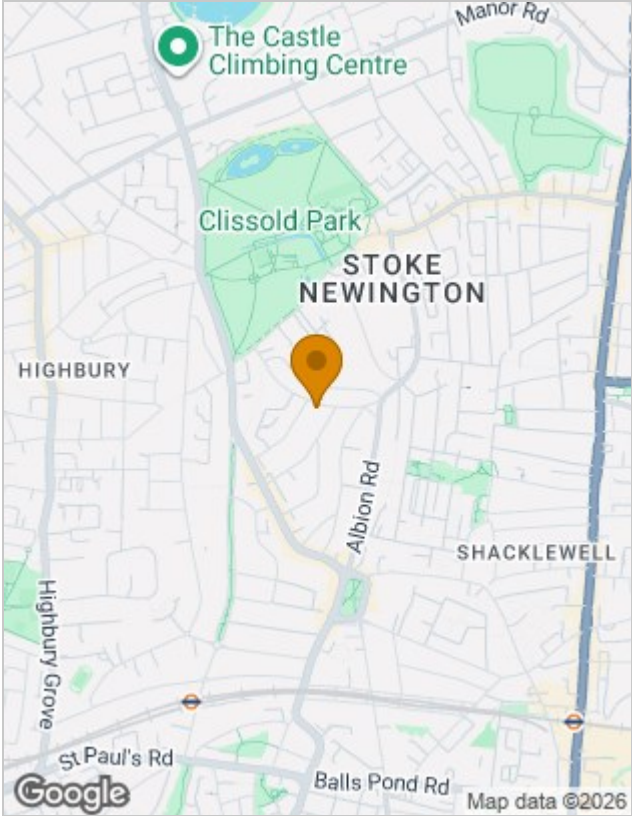 Manor Rd
The Castle
Climbing Centre
Clissold Park
STOKE
NEWINGTON
HIGHBURY
Albion Rd
SHACKLEWELL
Highbury Grove
St Paul's Rd
Balls Pond Rd
Google
Map data ©2026